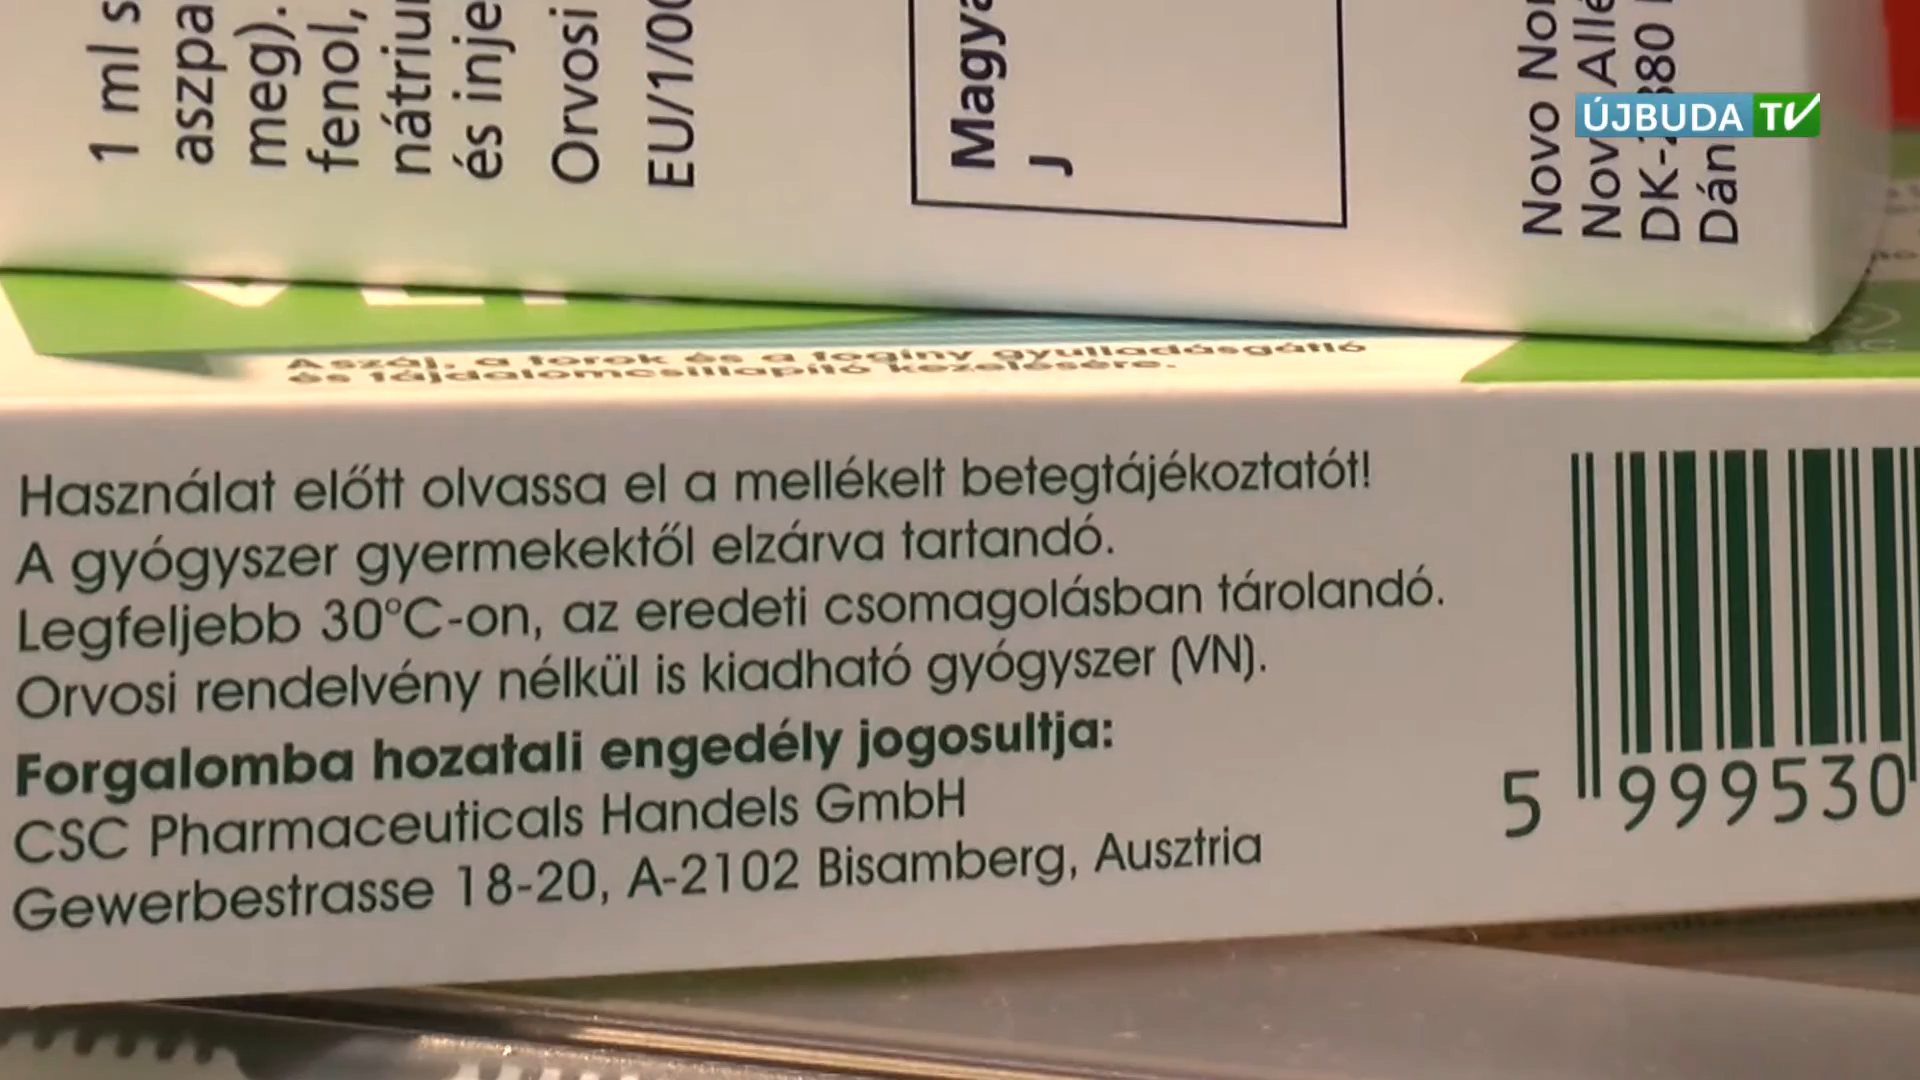 1 ml s
aszpa
meg).
fenol,
nátriu
és inje
Orvosi
EU/1/00
Magya
J
Novo Nor
Novo Allé
DK-2880
Dán
ÚJBUDA TV
A száj, a torok és a fogíny gyulladásgátló
és fájdalomcsillapító kezelésére.
Használat előtt olvassa el a mellékelt betegtájékoztatót!
A gyógyszer gyermekektől elzárva tartandó.
Legfeljebb 30°C-on, az eredeti csomagolásban tárolandó.
Orvosi rendelvény nélkül is kiadható gyógyszer (VN).
Forgalomba hozatali engedély jogosultja:
CSC Pharmaceuticals Handels GmbH
Gewerbestrasse 18-20, A-2102 Bisamberg, Ausztria
5 999530